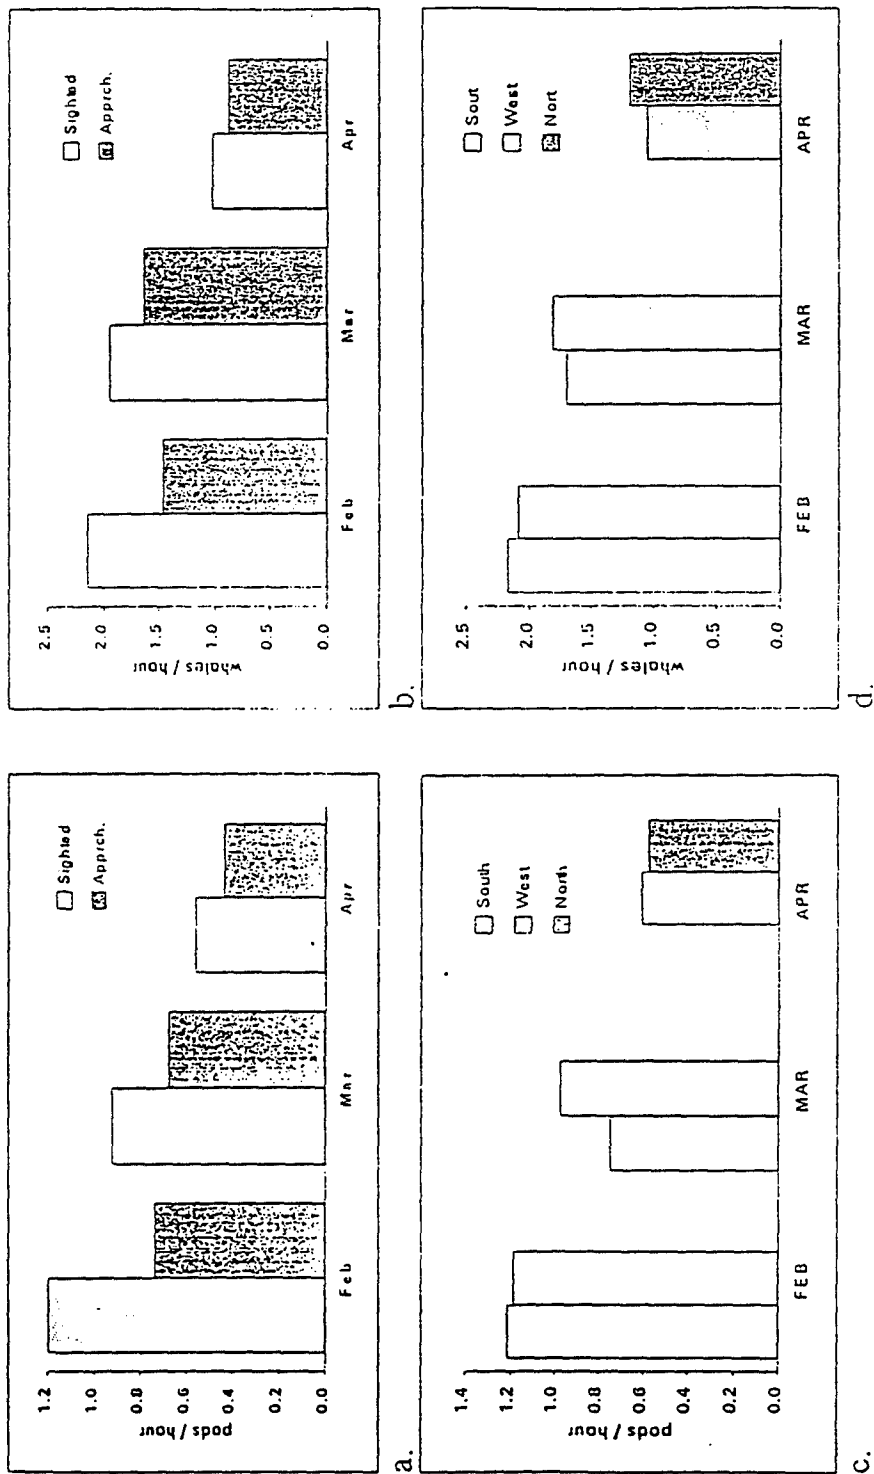 1.2
1.0
0.8
0.6
0.4
0.2
0.0
pods / hour
Sighted
Apprch.
Feb
Mar
Apr
a.
2.5
2.0
1.5
1.0
0.5
0.0
whales / hour
Sighted
Apprch.
Feb
Mar
Apr
b.
1.4
1.2
1.0
0.8
0.6
0.4
0.2
0.0
pods / hour
South
West
North
FEB
MAR
APR
c.
2.5
2.0
1.5
1.0
0.5
0.0
whales / hour
Sout
West
Nort
FEB
MAR
APR
d.